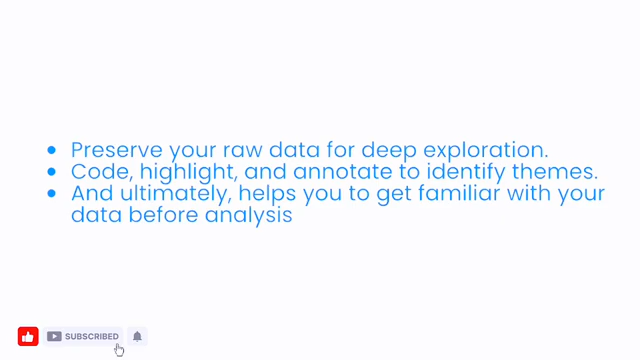 • Preserve your raw data for deep exploration.
• Code, highlight, and annotate to identify themes.
• And ultimately, helps you to get familiar with your
data before analysis
SUBSCRIBED